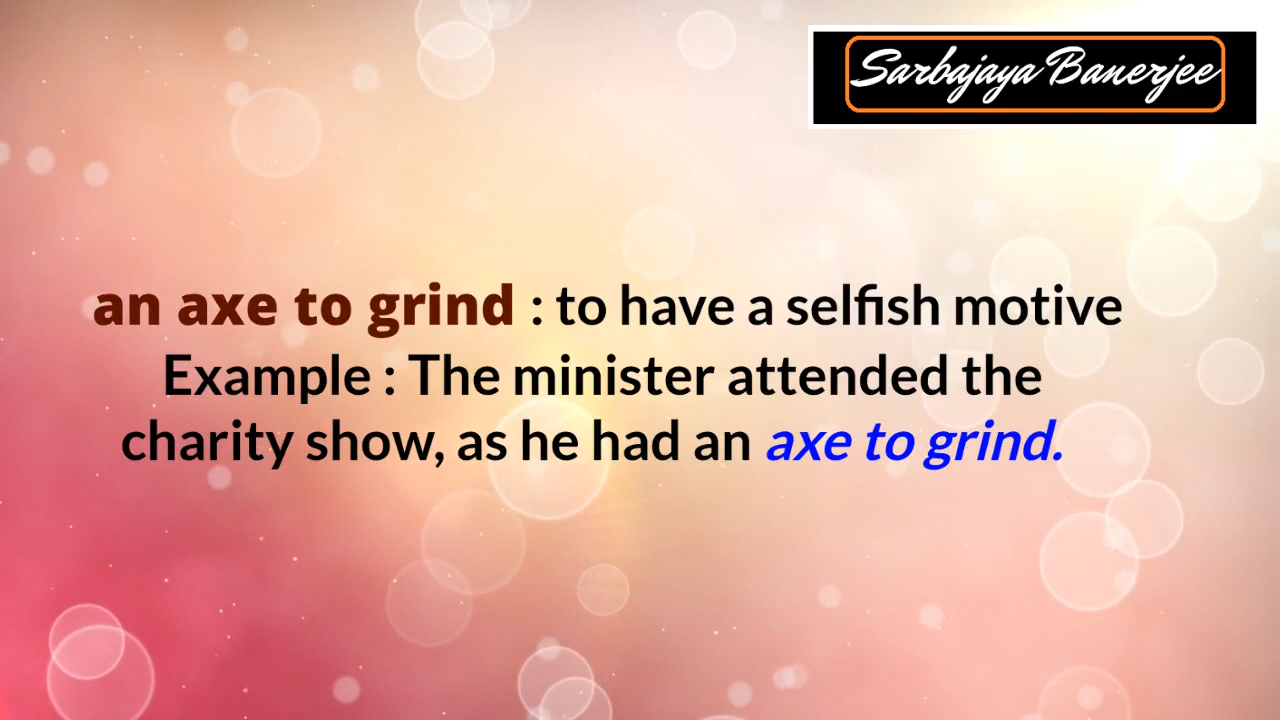 Sarbajaya Banerjee
an axe to grind : to have a selfish motive
Example : The minister attended the
charity show, as he had an axe to grind.